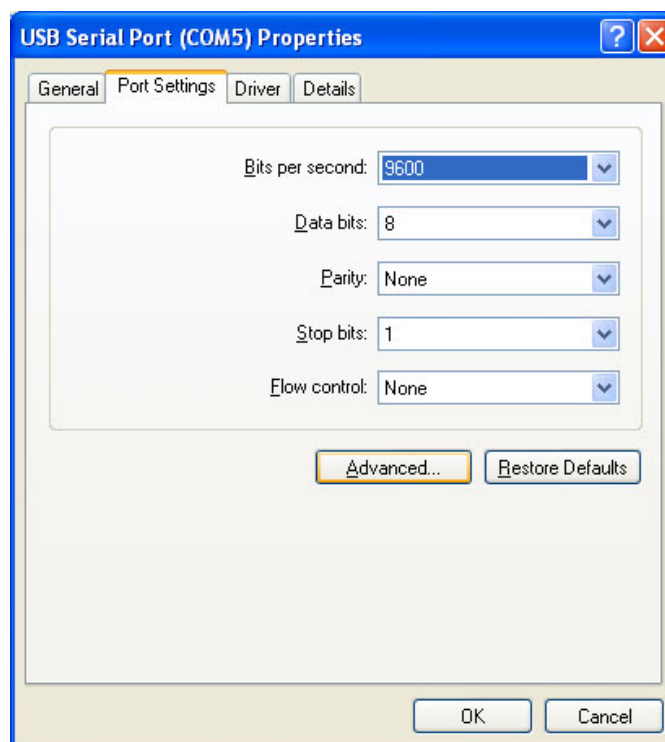 USB Serial Port (COM5) Properties
General Port Settings Driver Details
Bits per second: 9600
Data bits: 8
Parity: None
Stop bits: 1
Flow control: None
Advanced... Restore Defaults
OK Cancel